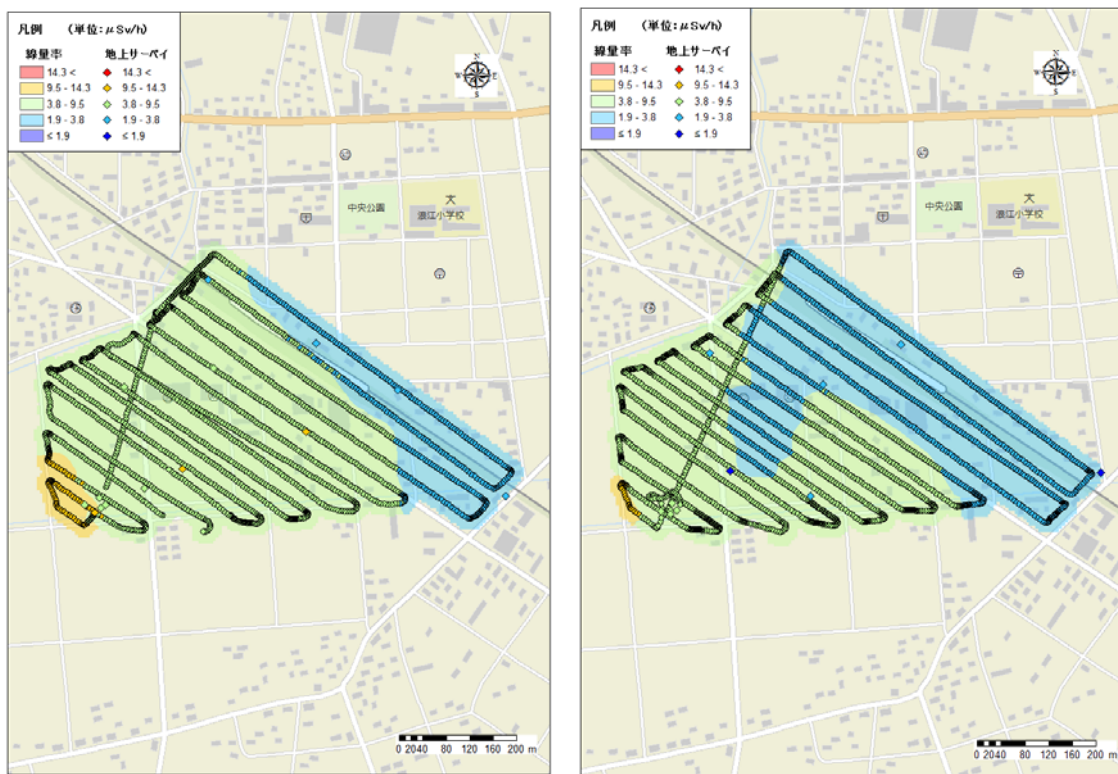 凡例 (単位:μSv/h)
線量率 地上サーベイ
14.3 < 14.3 <
9.5 - 14.3 9.5 - 14.3
3.8 - 9.5 3.8 - 9.5
1.9 - 3.8 1.9 - 3.8
≤ 1.9 ≤ 1.9
N
W E
S
中央公園
文
浪江小学校
0 2040 80 120 160 200 m
凡例 (単位:μSv/h)
線量率 地上サーベイ
14.3 < 14.3 <
9.5 - 14.3 9.5 - 14.3
3.8 - 9.5 3.8 - 9.5
1.9 - 3.8 1.9 - 3.8
≤ 1.9 ≤ 1.9
N
W E
S
中央公園
文
浪江小学校
0 2040 80 120 160 200 m